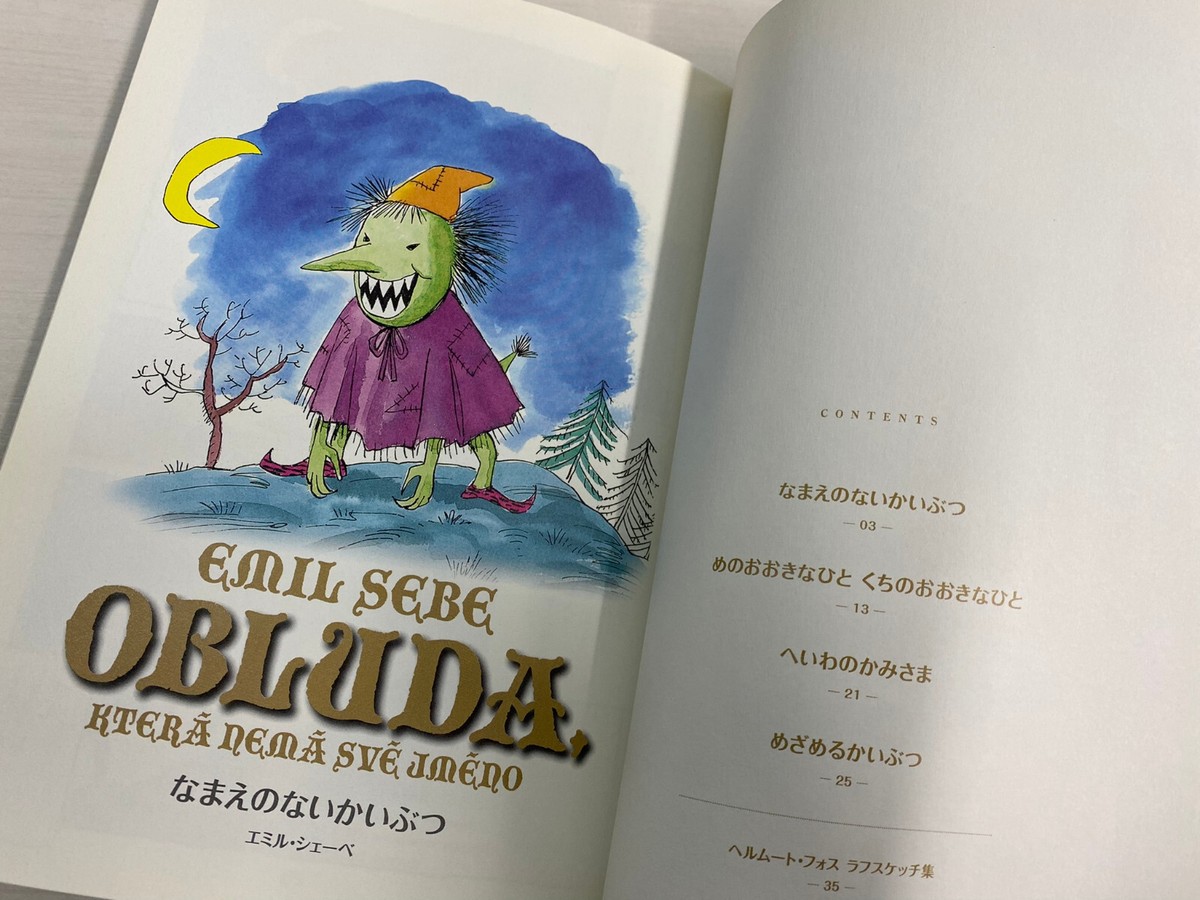 EMIL SEBE
OBLUDA,
KTERÃ NEMÃ SVẼ JMẼNO
なまえのないかいぶつ
エミル・シェーベ
CONTENTS
なまえのないかいぶつ
— 03 —
めのおおきなひと くちのおおきなひと
— 13 —
へいわのかみさま
— 21 —
めざめるかいぶつ
— 25 —
ヘルムート・フォス ラフスケッチ集
— 35 —